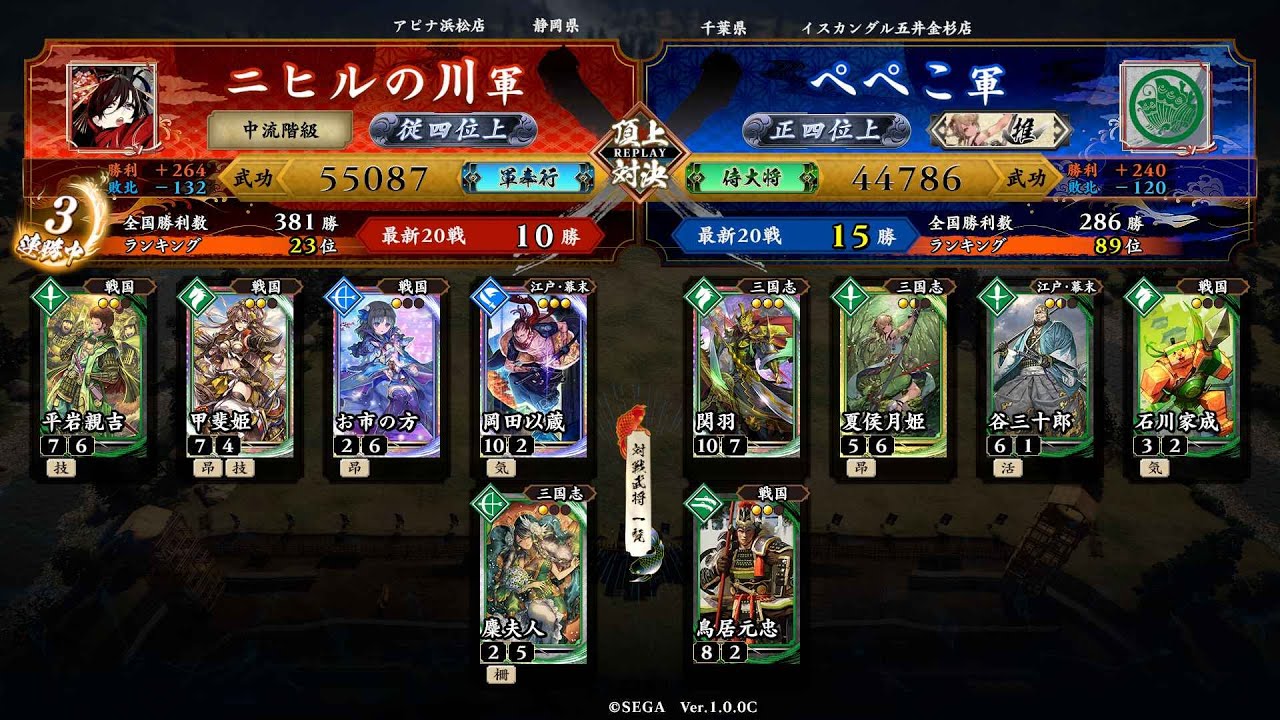 アピナ浜松店 静岡県
千葉県 イスカンダル五井金杉店
ニヒルの川軍
ぺぺこ軍
中流階級 従四位上
正四位上 推
頂上
REPLAY
対決
勝利 +264
敗北 -132
武功 55087 軍奉行
侍大将 44786 武功
勝利 +240
敗北 -120
3
連勝中
全国勝利数 381勝
ランキング 23位
最新20戦 10勝
最新20戦 15勝
全国勝利数 286勝
ランキング 89位
戦国
平岩親吉
7 6
技
戦国
甲斐姫
7 4
昂 技
戦国
お市の方
2 6
昂
江戸・幕末
岡田以蔵
10 2
気
三国志
関羽
10 7
三国志
夏侯月姫
5 6
昂
江戸・幕末
谷三十郎
6 1
活
戦国
石川家成
3 2
気
対戦武将一覧
三国志
麋夫人
2 5
柵
戦国
鳥居元忠
8 2
©SEGA Ver.1.0.0C